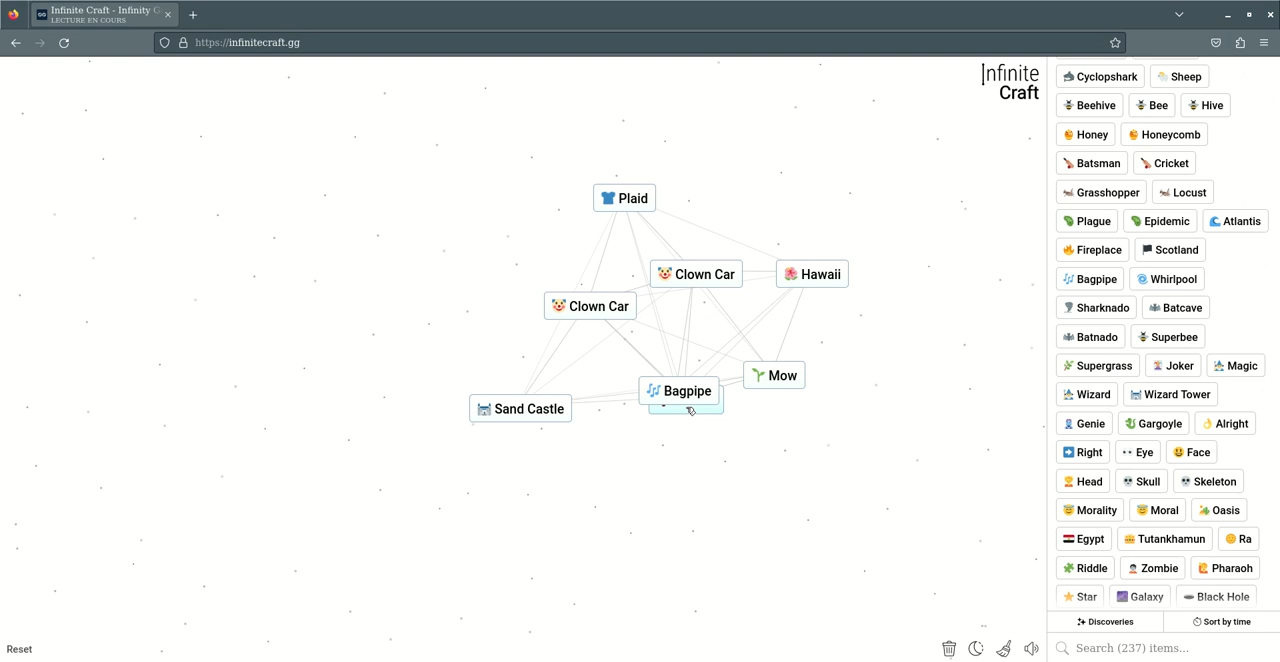 Infinite Craft - Infinity C
LECTURE EN COURS
https://infinitecraft.gg
Infinite
Craft
Plaid
Clown Car
Hawaii
Clown Car
Mow
Bagpipe
Sand Castle
Cyclopshark Sheep
Beehive Bee Hive
Honey Honeycomb
Batsman Cricket
Grasshopper Locust
Plague Epidemic Atlantis
Fireplace Scotland
Bagpipe Whirlpool
Sharknado Batcave
Batnado Superbee
Supergrass Joker Magic
Wizard Wizard Tower
Genie Gargoyle Alright
Right Eye Face
Head Skull Skeleton
Morality Moral Oasis
Egypt Tutankhamun Ra
Riddle Zombie Pharaoh
Star Galaxy Black Hole
Discoveries Sort by time
Reset
Search (237) items...